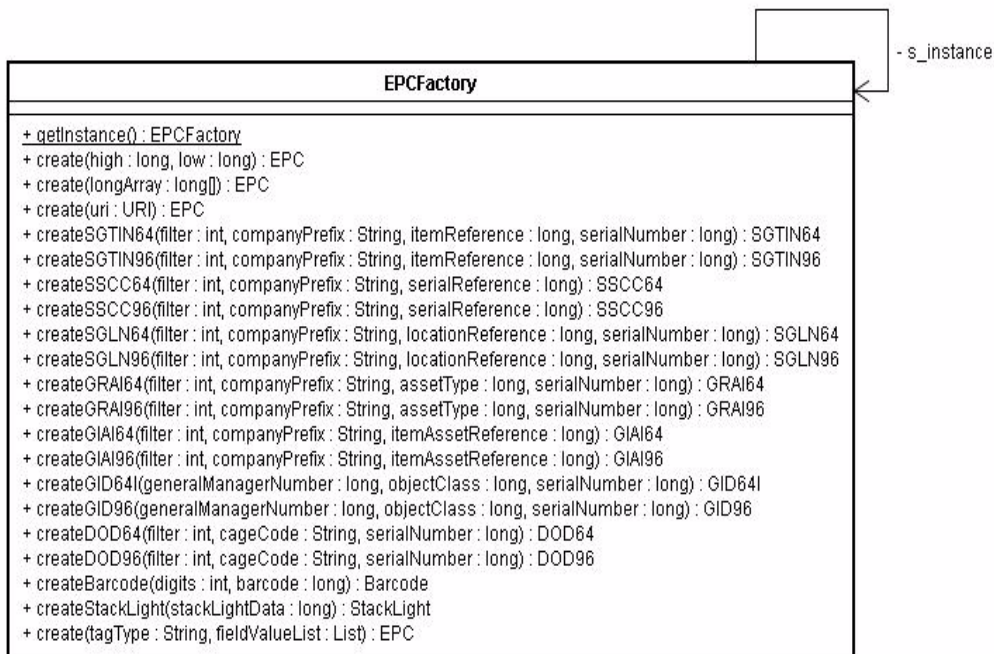 - s_instance
EPCFactory
+ getInstance() : EPCFactory
+ create(high : long, low : long) : EPC
+ create(longArray : long[]) : EPC
+ create(uri : URI) : EPC
+ createSGTIN64(filter : int, companyPrefix : String, itemReference : long, serialNumber : long) : SGTIN64
+ createSGTIN96(filter : int, companyPrefix : String, itemReference : long, serialNumber : long) : SGTIN96
+ createSSCC64(filter : int, companyPrefix : String, serialReference : long) : SSCC64
+ createSSCC96(filter : int, companyPrefix : String, serialReference : long) : SSCC96
+ createSGLN64(filter : int, companyPrefix : String, locationReference : long, serialNumber : long) : SGLN64
+ createSGLN96(filter : int, companyPrefix : String, locationReference : long, serialNumber : long) : SGLN96
+ createGRAI64(filter : int, companyPrefix : String, assetType : long, serialNumber : long) : GRAI64
+ createGRAI96(filter : int, companyPrefix : String, assetType : long, serialNumber : long) : GRAI96
+ createGIAI64(filter : int, companyPrefix : String, itemAssetReference : long) : GIAI64
+ createGIAI96(filter : int, companyPrefix : String, itemAssetReference : long) : GIAI96
+ createGID64I(generalManagerNumber : long, objectClass : long, serialNumber : long) : GID64I
+ createGID96(generalManagerNumber : long, objectClass : long, serialNumber : long) : GID96
+ createDOD64(filter : int, cageCode : String, serialNumber : long) : DOD64
+ createDOD96(filter : int, cageCode : String, serialNumber : long) : DOD96
+ createBarcode(digits : int, barcode : long) : Barcode
+ createStackLight(stackLightData : long) : StackLight
+ create(tagType : String, fieldValueList : List) : EPC